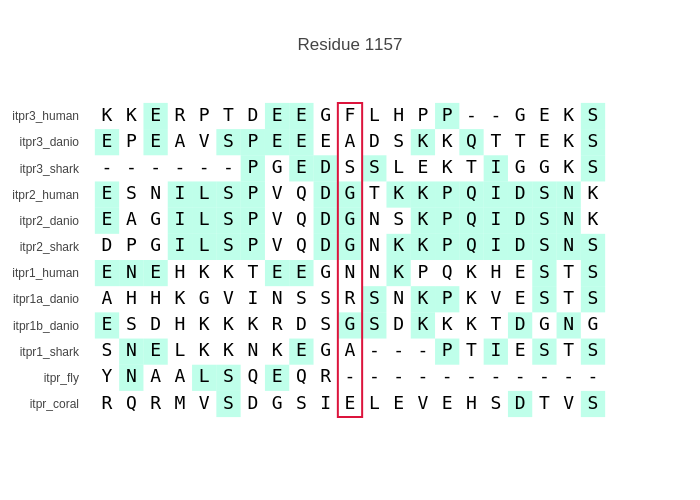 Residue 1157
itpr3_human K K E R P T D E E G F L H P P - - G E K S
itpr3_danio E P E A V S P E E E A D S K K Q T T E K S
itpr3_shark - - - - - - P G E D S S L E K T I G G K S
itpr2_human E S N I L S P V Q D G T K K P Q I D S N K
itpr2_danio E A G I L S P V Q D G N S K P Q I D S N K
itpr2_shark D P G I L S P V Q D G N K K P Q I D S N S
itpr1_human E N E H K K T E E G N N K P Q K H E S T S
itpr1a_danio A H H K G V I N S S R S N K P K V E S T S
itpr1b_danio E S D H K K K R D S G S D K K K T D G N G
itpr1_shark S N E L K K N K E G A - - - P T I E S T S
itpr_fly Y N A A L S Q E Q R - - - - - - - - - -
itpr_coral R Q R M V S D G S I E L E V E H S D T V S